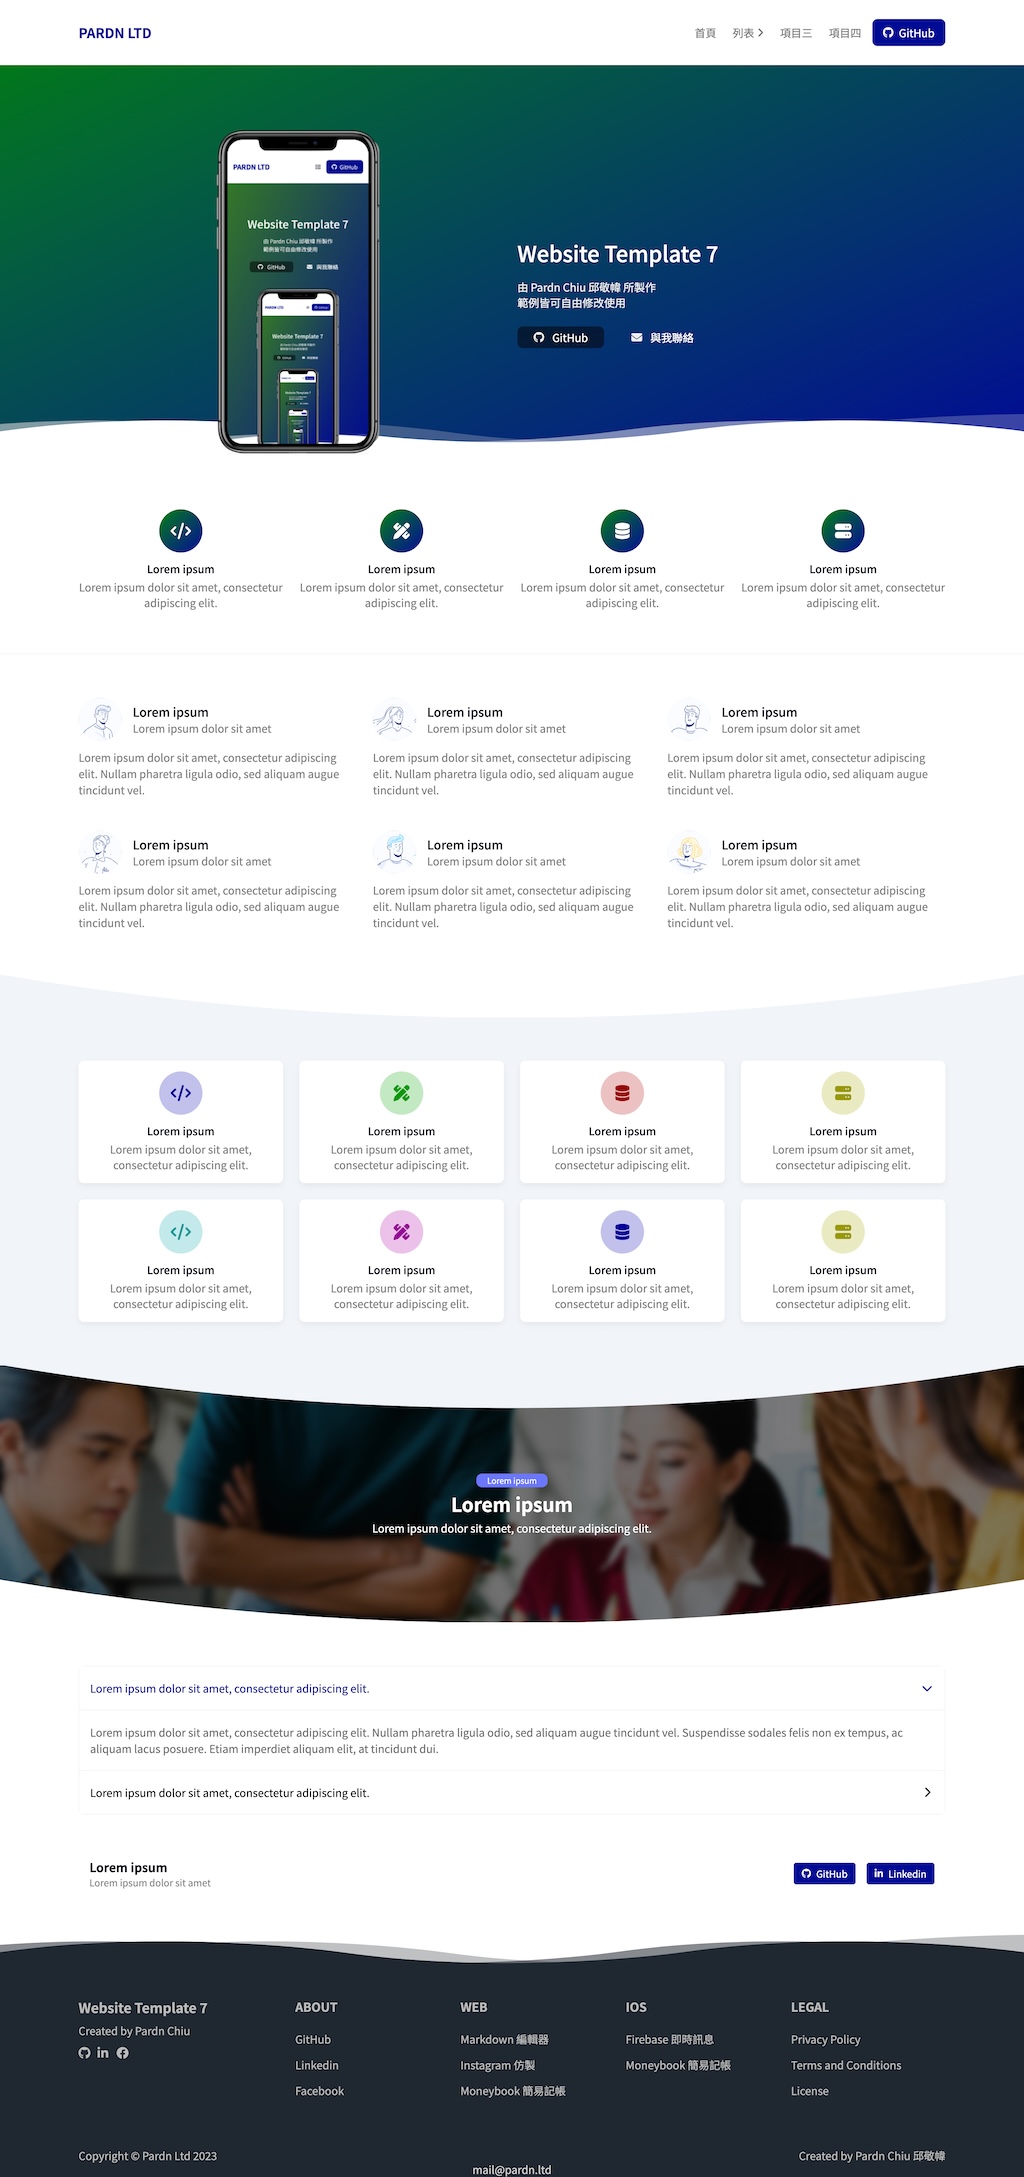 PARDN LTD
首頁 列表 項目三 項目四 GitHub
PARDN LTD GitHub
Website Template 7
由 Pardn Chiu 邱敬幃 所製作
範例皆可自由修改使用
GitHub 與我聯絡
PARDN LTD
Website Template 7
GitHub 與我聯絡
Website Template 7
由 Pardn Chiu 邱敬幃 所製作
範例皆可自由修改使用
GitHub 與我聯絡
Lorem ipsum
Lorem ipsum dolor sit amet, consectetur
adipiscing elit.
Lorem ipsum
Lorem ipsum dolor sit amet, consectetur
adipiscing elit.
Lorem ipsum
Lorem ipsum dolor sit amet, consectetur
adipiscing elit.
Lorem ipsum
Lorem ipsum dolor sit amet, consectetur
adipiscing elit.
Lorem ipsum
Lorem ipsum dolor sit amet
Lorem ipsum dolor sit amet, consectetur adipiscing
elit. Nullam pharetra ligula odio, sed aliquam augue
tincidunt vel.
Lorem ipsum
Lorem ipsum dolor sit amet
Lorem ipsum dolor sit amet, consectetur adipiscing
elit. Nullam pharetra ligula odio, sed aliquam augue
tincidunt vel.
Lorem ipsum
Lorem ipsum dolor sit amet
Lorem ipsum dolor sit amet, consectetur adipiscing
elit. Nullam pharetra ligula odio, sed aliquam augue
tincidunt vel.
Lorem ipsum
Lorem ipsum dolor sit amet
Lorem ipsum dolor sit amet, consectetur adipiscing
elit. Nullam pharetra ligula odio, sed aliquam augue
tincidunt vel.
Lorem ipsum
Lorem ipsum dolor sit amet
Lorem ipsum dolor sit amet, consectetur adipiscing
elit. Nullam pharetra ligula odio, sed aliquam augue
tincidunt vel.
Lorem ipsum
Lorem ipsum dolor sit amet
Lorem ipsum dolor sit amet, consectetur adipiscing
elit. Nullam pharetra ligula odio, sed aliquam augue
tincidunt vel.
Lorem ipsum
Lorem ipsum dolor sit amet,
consectetur adipiscing elit.
Lorem ipsum
Lorem ipsum dolor sit amet,
consectetur adipiscing elit.
Lorem ipsum
Lorem ipsum dolor sit amet,
consectetur adipiscing elit.
Lorem ipsum
Lorem ipsum dolor sit amet,
consectetur adipiscing elit.
Lorem ipsum
Lorem ipsum dolor sit amet,
consectetur adipiscing elit.
Lorem ipsum
Lorem ipsum dolor sit amet,
consectetur adipiscing elit.
Lorem ipsum
Lorem ipsum dolor sit amet,
consectetur adipiscing elit.
Lorem ipsum
Lorem ipsum dolor sit amet,
consectetur adipiscing elit.
Lorem ipsum
Lorem ipsum
Lorem ipsum dolor sit amet, consectetur adipiscing elit.
Lorem ipsum dolor sit amet, consectetur adipiscing elit.
Lorem ipsum dolor sit amet, consectetur adipiscing elit. Nullam pharetra ligula odio, sed aliquam augue tincidunt vel. Suspendisse sodales felis non ex tempus, ac
aliquam lacus posuere. Etiam imperdiet aliquam elit, at tincidunt dui.
Lorem ipsum dolor sit amet, consectetur adipiscing elit.
Lorem ipsum
Lorem ipsum dolor sit amet
GitHub Linkedin
Website Template 7
Created by Pardn Chiu
ABOUT
GitHub
Linkedin
Facebook
WEB
Markdown 編輯器
Instagram 仿製
Moneybook 簡易記帳
IOS
Firebase 即時訊息
Moneybook 簡易記帳
LEGAL
Privacy Policy
Terms and Conditions
License
Copyright © Pardn Ltd 2023
mail@pardn.ltd
Created by Pardn Chiu 邱敬幃